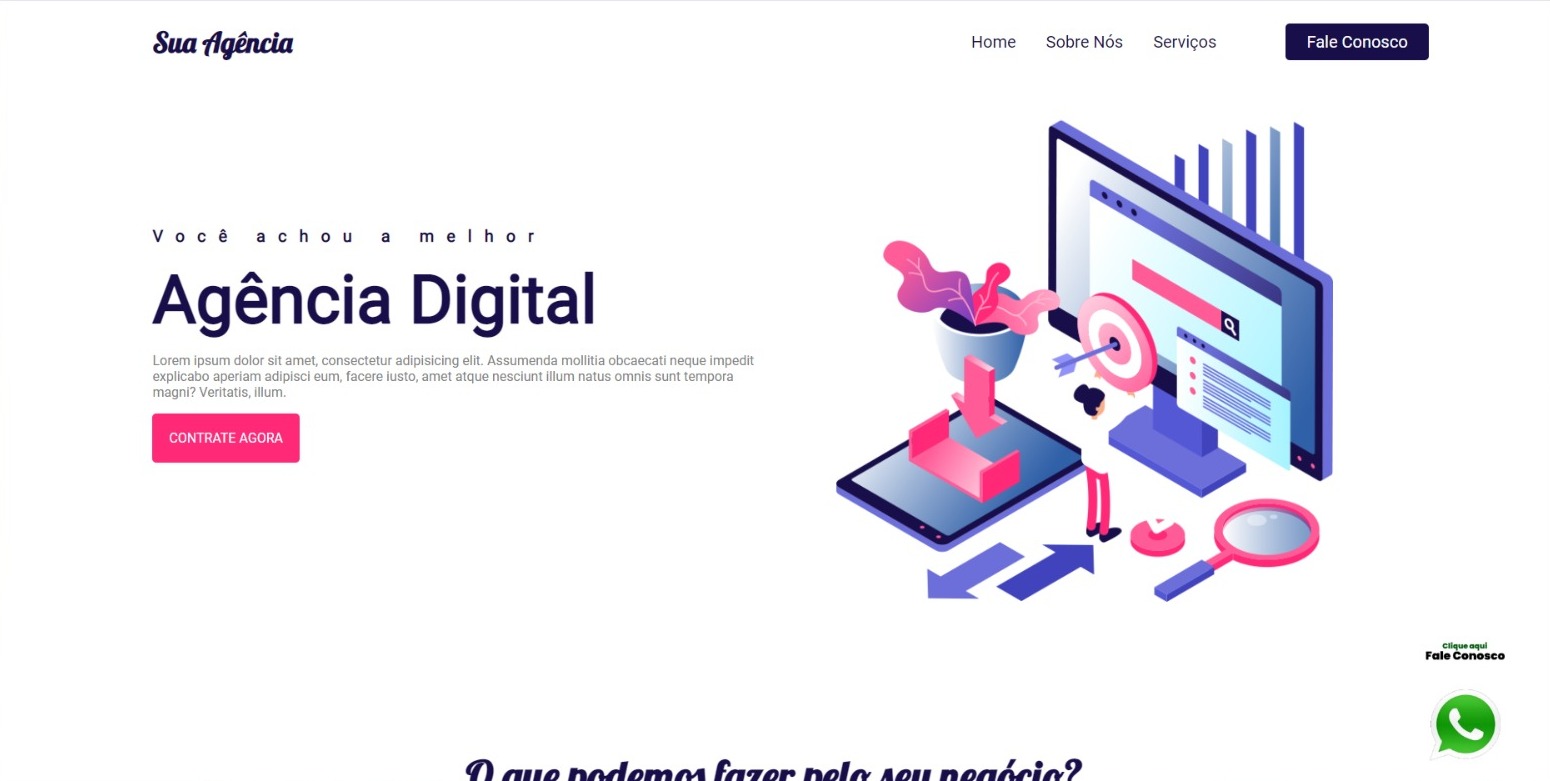 Sua Agência
Home
Sobre Nós
Serviços
Fale Conosco
Você achou a melhor
Agência Digital
Lorem ipsum dolor sit amet, consectetur adipisicing elit. Assumenda mollitia obcaecati neque impedit
explicabo aperiam adipisci eum, facere iusto, amet atque nesciunt illum natus omnis sunt tempora
magni? Veritatis, illum.
CONTRATE AGORA
Clique aqui
Fale Conosco
O que podemos fazer pelo seu negócio?